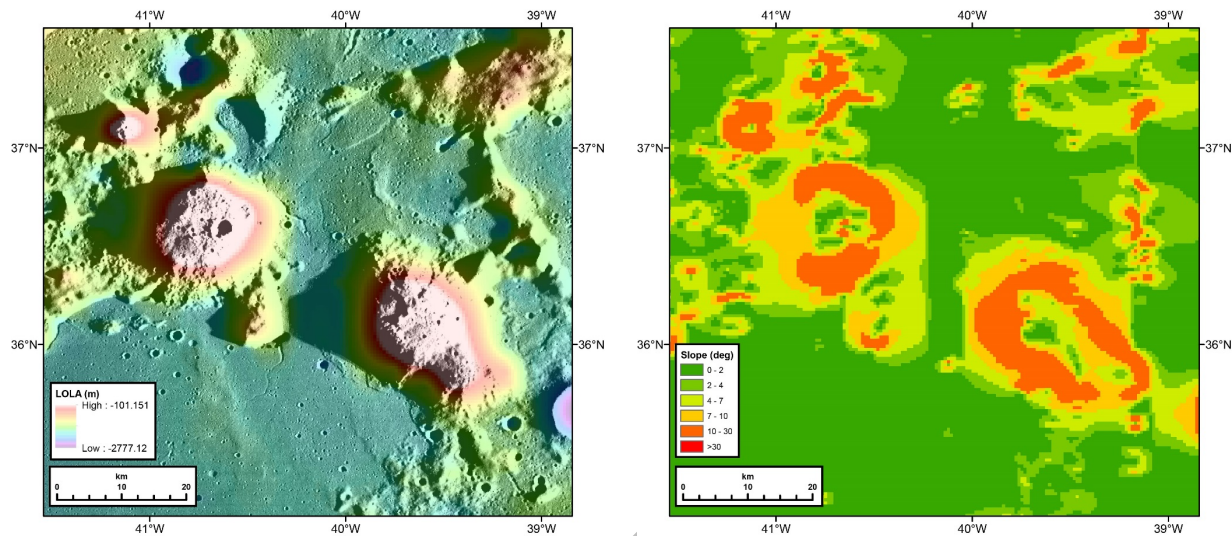 41°W 40°W 39°W
37°N
36°N
LOLA (m)
High : -101.151
Low : -2777.12
km
0 10 20
41°W 40°W 39°W
41°W 40°W 39°W
37°N 37°N
36°N 36°N
Slope (deg)
0 - 2
2 - 4
4 - 7
7 - 10
10 - 30
>30
km
0 10 20
41°W 40°W 39°W
37°N
36°N